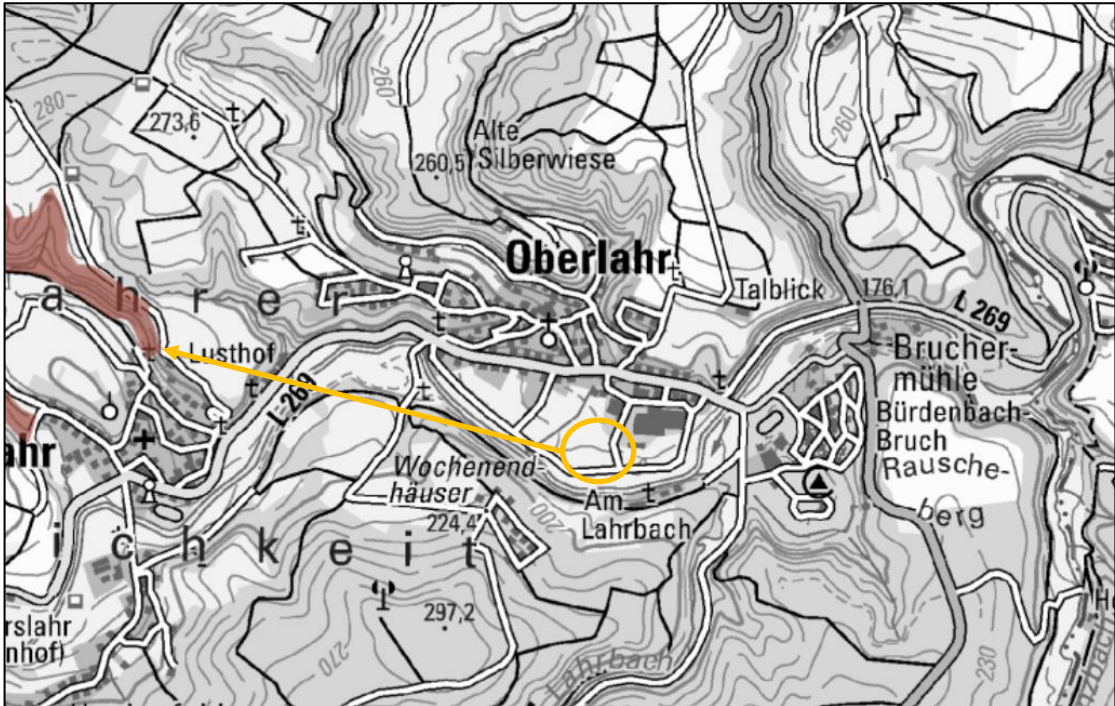 280
260
273,6
Alte
Silberwiese
260,5
260
Oberlahr
Talblick
176,1
L 269
a h r e r
Lusthof
L 269
Brucher-
mühle
Bürdenbach-
Bruch
Rausche-
berg
ahr
Wochenend-
häuser
224,4
200
Am
Lahrbach
i c h k e i t
297,2
270
rslahr
nhof)
Lahrbach
230